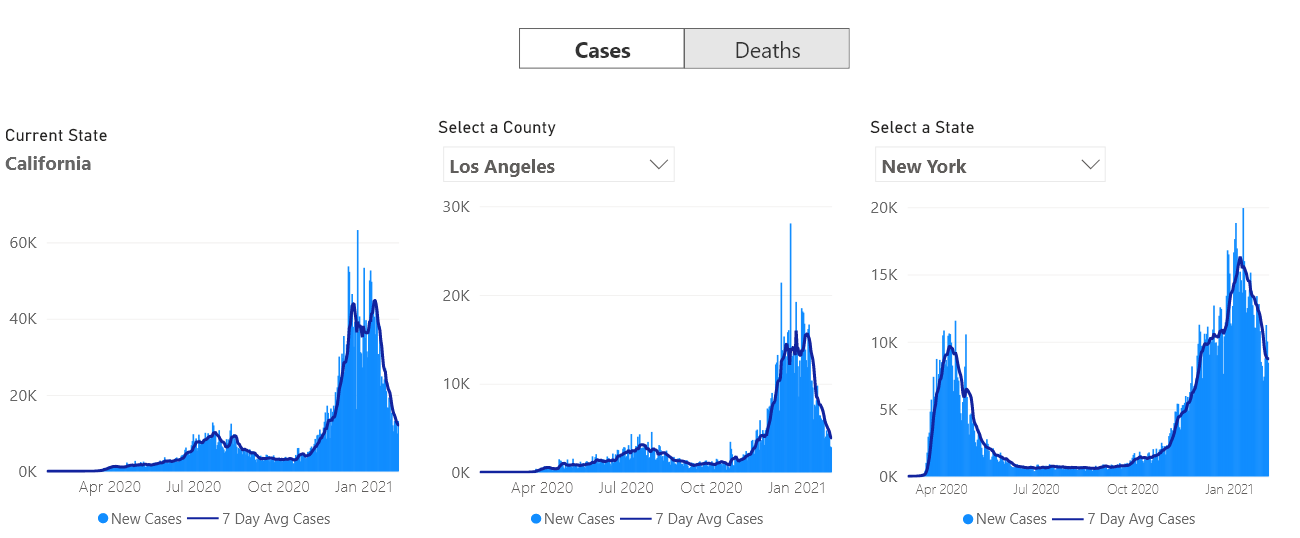 Cases Deaths
Current State
California
Select a County
Los Angeles
Select a State
New York
60K
40K
20K
0K
Apr 2020 Jul 2020 Oct 2020 Jan 2021
New Cases 7 Day Avg Cases
30K
20K
10K
0K
Apr 2020 Jul 2020 Oct 2020 Jan 2021
New Cases 7 Day Avg Cases
20K
15K
10K
5K
0K
Apr 2020 Jul 2020 Oct 2020 Jan 2021
New Cases 7 Day Avg Cases